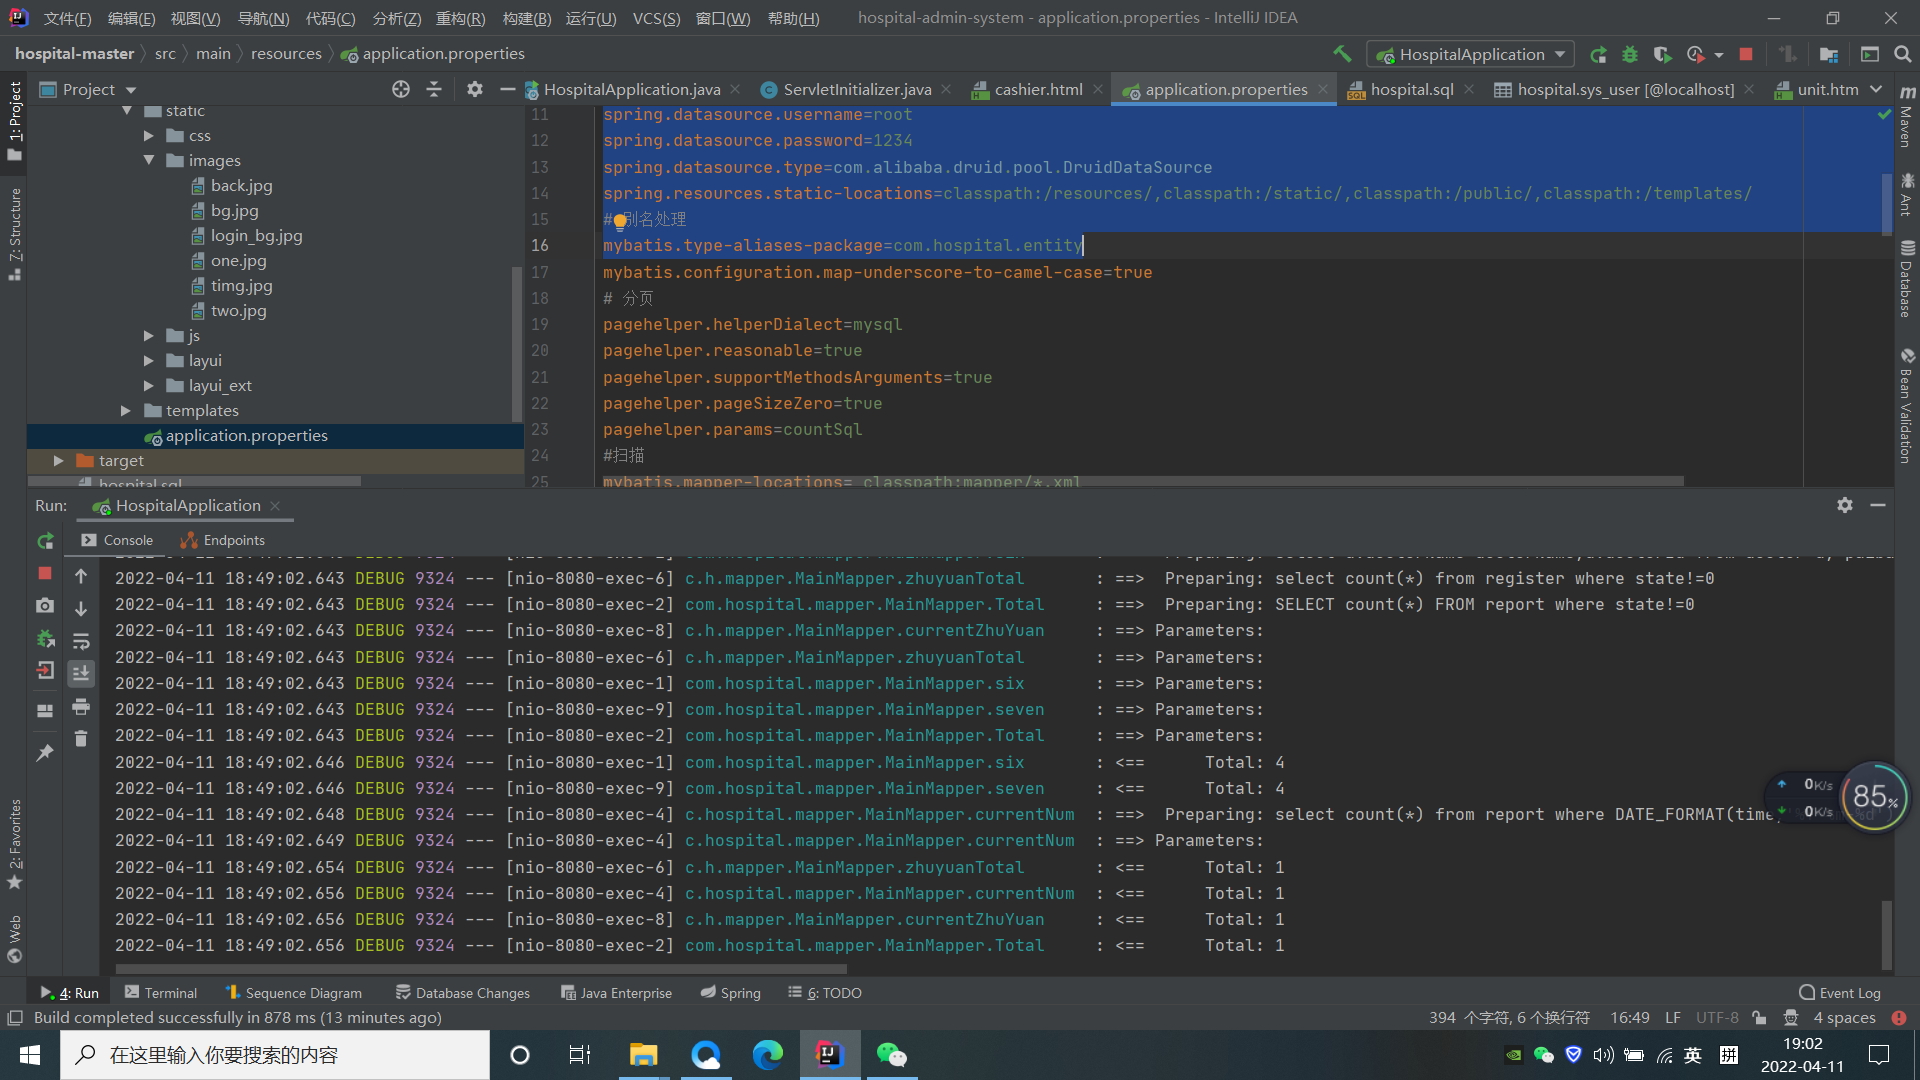 文件(F) 编辑(E) 视图(V) 导航(N) 代码(C) 分析(Z) 重构(R) 构建(B) 运行(U) VCS(S) 窗口(W) 帮助(H) hospital-admin-system - application.properties - IntelliJ IDEA
hospital-master src main resources application.properties HospitalApplication
Project
HospitalApplication.java ServletInitializer.java cashier.html application.properties hospital.sql hospital.sys_user [@localhost] unit.htm
1: Project
7: Structure
2: Favorites
Web
static
css
images
back.jpg
bg.jpg
login_bg.jpg
one.jpg
timg.jpg
two.jpg
js
layui
layui_ext
templates
application.properties
target
hospital.sql
11 spring.datasource.username=root
12 spring.datasource.password=1234
13 spring.datasource.type=com.alibaba.druid.pool.DruidDataSource
14 spring.resources.static-locations=classpath:/resources/,classpath:/static/,classpath:/public/,classpath:/templates/
15 #别名处理
16 mybatis.type-aliases-package=com.hospital.entity
17 mybatis.configuration.map-underscore-to-camel-case=true
18 # 分页
19 pagehelper.helperDialect=mysql
20 pagehelper.reasonable=true
21 pagehelper.supportMethodsArguments=true
22 pagehelper.pageSizeZero=true
23 pagehelper.params=countSql
24 #扫描
25 mybatis.mapper-locations= classpath:mapper/*.xml
Maven
Ant
Database
Bean Validation
Run: HospitalApplication
Console Endpoints
2022-04-11 18:49:02.643 DEBUG 9324 --- [nio-8080-exec-6] c.h.mapper.MainMapper.zhuyuanTotal : ==> Preparing: select count(*) from register where state!=0
2022-04-11 18:49:02.643 DEBUG 9324 --- [nio-8080-exec-2] com.hospital.mapper.MainMapper.Total : ==> Preparing: SELECT count(*) FROM report where state!=0
2022-04-11 18:49:02.643 DEBUG 9324 --- [nio-8080-exec-8] c.h.mapper.MainMapper.currentZhuYuan : ==> Parameters:
2022-04-11 18:49:02.643 DEBUG 9324 --- [nio-8080-exec-6] c.h.mapper.MainMapper.zhuyuanTotal : ==> Parameters:
2022-04-11 18:49:02.643 DEBUG 9324 --- [nio-8080-exec-1] com.hospital.mapper.MainMapper.six : ==> Parameters:
2022-04-11 18:49:02.643 DEBUG 9324 --- [nio-8080-exec-9] com.hospital.mapper.MainMapper.seven : ==> Parameters:
2022-04-11 18:49:02.643 DEBUG 9324 --- [nio-8080-exec-2] com.hospital.mapper.MainMapper.Total : ==> Parameters:
2022-04-11 18:49:02.646 DEBUG 9324 --- [nio-8080-exec-1] com.hospital.mapper.MainMapper.six : <== Total: 4
2022-04-11 18:49:02.646 DEBUG 9324 --- [nio-8080-exec-9] com.hospital.mapper.MainMapper.seven : <== Total: 4
2022-04-11 18:49:02.648 DEBUG 9324 --- [nio-8080-exec-4] c.hospital.mapper.MainMapper.currentNum : ==> Preparing: select count(*) from report where DATE_FORMAT(time,
2022-04-11 18:49:02.649 DEBUG 9324 --- [nio-8080-exec-4] c.hospital.mapper.MainMapper.currentNum : ==> Parameters:
2022-04-11 18:49:02.654 DEBUG 9324 --- [nio-8080-exec-6] c.h.mapper.MainMapper.zhuyuanTotal : <== Total: 1
2022-04-11 18:49:02.656 DEBUG 9324 --- [nio-8080-exec-4] c.hospital.mapper.MainMapper.currentNum : <== Total: 1
2022-04-11 18:49:02.656 DEBUG 9324 --- [nio-8080-exec-8] c.h.mapper.MainMapper.currentZhuYuan : <== Total: 1
2022-04-11 18:49:02.656 DEBUG 9324 --- [nio-8080-exec-2] com.hospital.mapper.MainMapper.Total : <== Total: 1
0K/s
0K/s
85%
4: Run Terminal Sequence Diagram Database Changes Java Enterprise Spring 6: TODO Event Log
Build completed successfully in 878 ms (13 minutes ago) 394 个字符, 6 个换行符 16:49 LF UTF-8 4 spaces
在这里输入你要搜索的内容
英 拼
19:02
2022-04-11